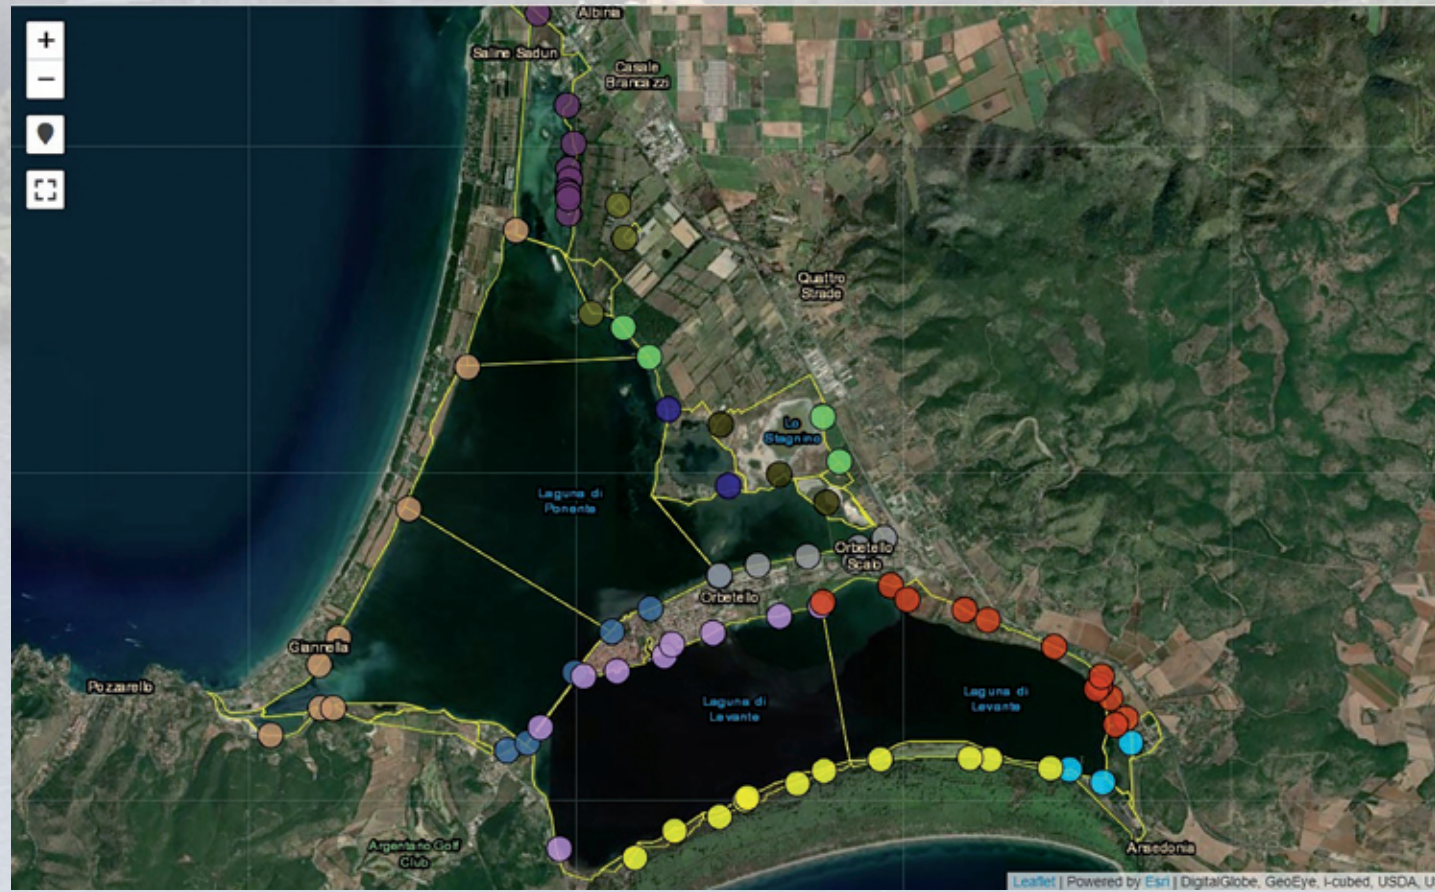 +
Albina
Saline Sadun
Casale
Brancazzi
−
Quattro
Strade
Lo
Stagnino
Laguna di
Ponente
Orbetello
Scalo
Orbetello
Giannella
Pozzarello
Laguna di
Levante
Laguna di
Levante
Argentario Golf
Club
Ansedonia
Leaflet | Powered by Esri | DigitalGlobe, GeoEye, i-cubed, USDA, U